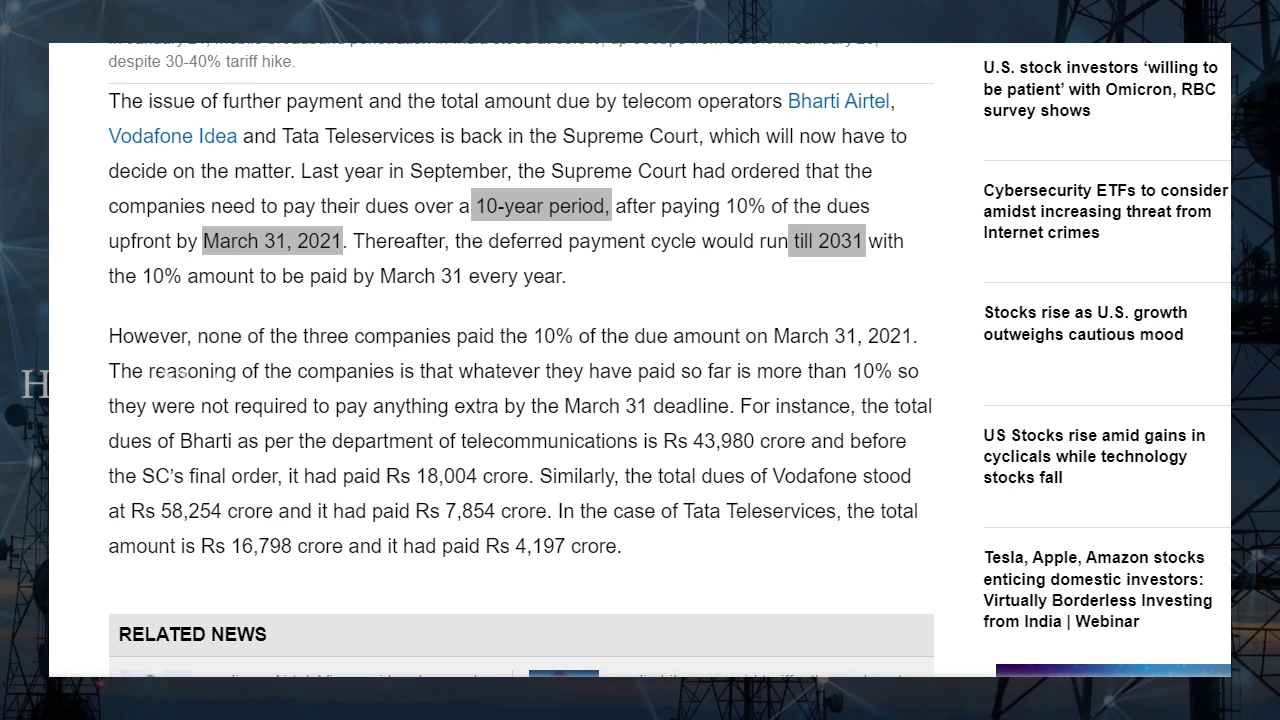 despite 30-40% tariff hike.
The issue of further payment and the total amount due by telecom operators Bharti Airtel,
Vodafone Idea and Tata Teleservices is back in the Supreme Court, which will now have to
decide on the matter. Last year in September, the Supreme Court had ordered that the
companies need to pay their dues over a 10-year period, after paying 10% of the dues
upfront by March 31, 2021. Thereafter, the deferred payment cycle would run till 2031 with
the 10% amount to be paid by March 31 every year.
However, none of the three companies paid the 10% of the due amount on March 31, 2021.
The reasoning of the companies is that whatever they have paid so far is more than 10% so
they were not required to pay anything extra by the March 31 deadline. For instance, the total
dues of Bharti as per the department of telecommunications is Rs 43,980 crore and before
the SC’s final order, it had paid Rs 18,004 crore. Similarly, the total dues of Vodafone stood
at Rs 58,254 crore and it had paid Rs 7,854 crore. In the case of Tata Teleservices, the total
amount is Rs 16,798 crore and it had paid Rs 4,197 crore.
RELATED NEWS
U.S. stock investors ‘willing to
be patient’ with Omicron, RBC
survey shows
Cybersecurity ETFs to consider
amidst increasing threat from
Internet crimes
Stocks rise as U.S. growth
outweighs cautious mood
US Stocks rise amid gains in
cyclicals while technology
stocks fall
Tesla, Apple, Amazon stocks
enticing domestic investors:
Virtually Borderless Investing
from India | Webinar
H